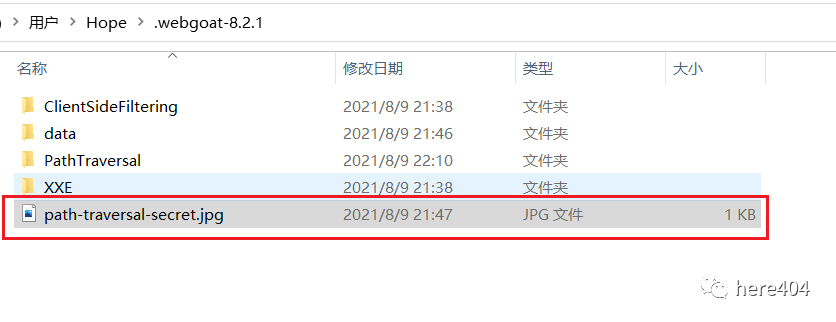 用户 > Hope > .webgoat-8.2.1
名称 修改日期 类型 大小
ClientSideFiltering 2021/8/9 21:38 文件夹
data 2021/8/9 21:46 文件夹
PathTraversal 2021/8/9 22:10 文件夹
XXE 2021/8/9 21:38 文件夹
path-traversal-secret.jpg 2021/8/9 21:47 JPG 文件 1 KB
here404